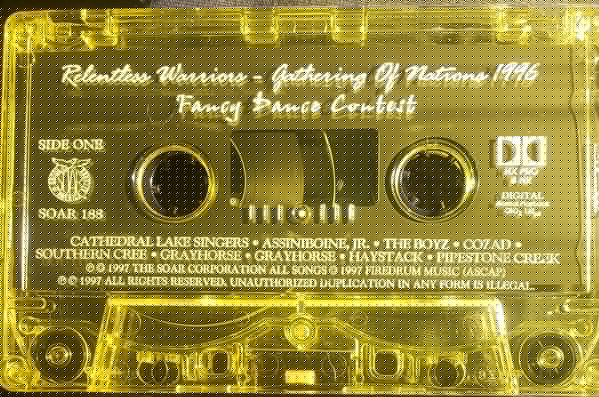 Relentless Warriors - Gathering Of Nations 1996
Fancy Dance Contest
SIDE ONE
SOAR 188
DIGITAL
CATHEDRAL LAKE SINGERS • ASSINIBOINE, JR. • THE BOYZ • COZAD •
SOUTHERN CREE • GRAYHORSE • GRAYHORSE • HAYSTACK • PIPESTONE CREEK
℗ © 1997 THE SOAR CORPORATION ALL SONGS © 1997 FIREDRUM MUSIC (ASCAP)
℗ © 1997 ALL RIGHTS RESERVED, UNAUTHORIZED DUPLICATION IN ANY FORM IS ILLEGAL.